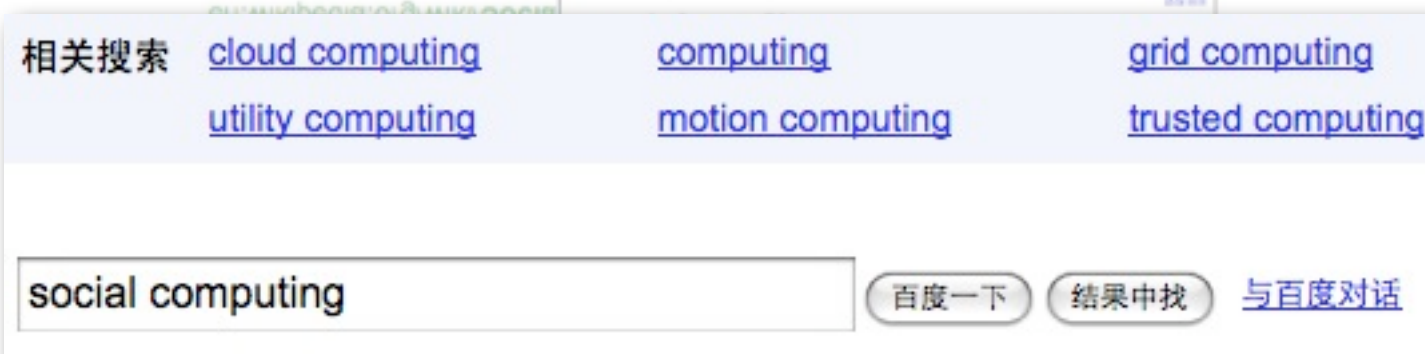 相关搜索 cloud computing computing grid computing
utility computing motion computing trusted computing
social computing 百度一下 结果中找 与百度对话